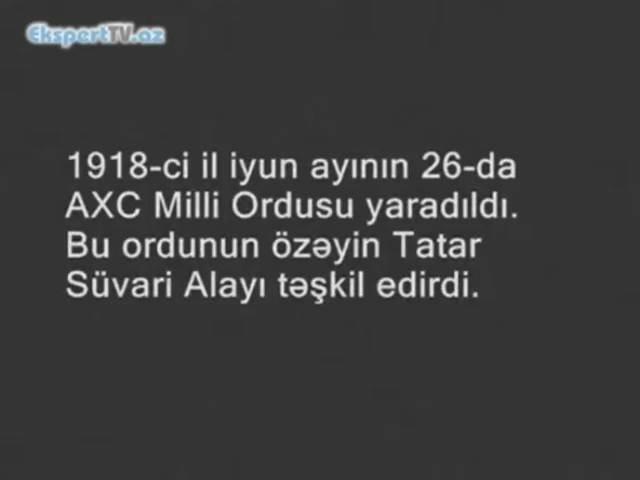 EkspertTV.az
1918-ci il iyun ayının 26-da
AXC Milli Ordusu yaradıldı.
Bu ordunun özəyin Tatar
Süvari Alayı təşkil edirdi.